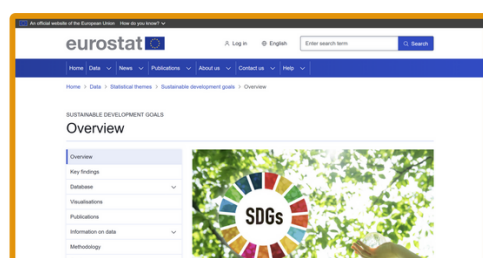 An official website of the European Union How do you know?
eurostat
Log in English Enter search term Search
Home Data News Publications About us Contact us Help
Home > Data > Statistical themes > Sustainable development goals > Overview
SUSTAINABLE DEVELOPMENT GOALS
Overview
Overview
Key findings
Database
Visualisations
Publications
Information on data
Methodology
SDGs